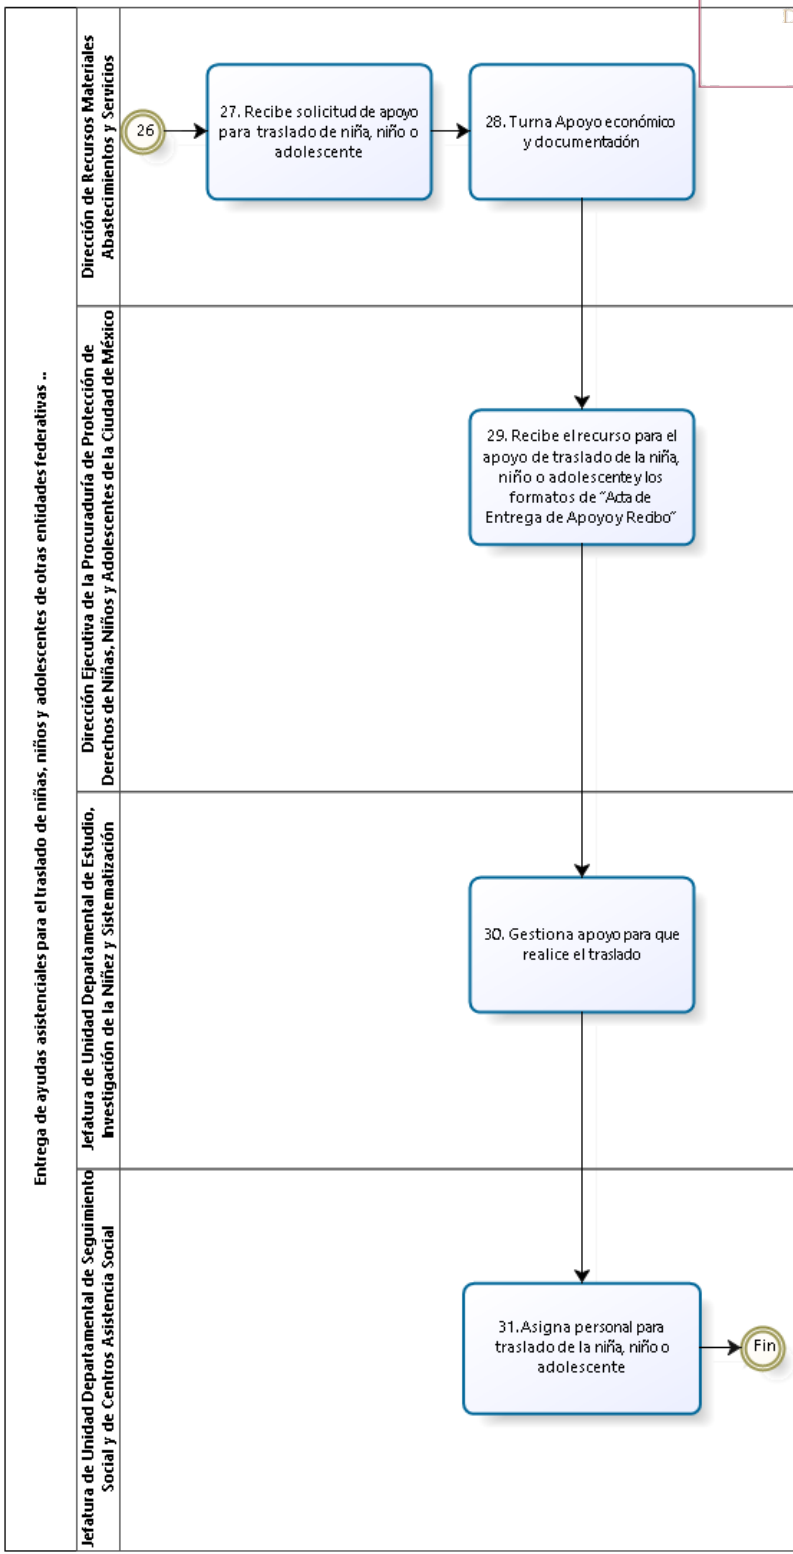 Entrega de ayudas asistenciales para el traslado de niñas, niños y adolescentes de otras entidades federativas ..
Dirección de Recursos Materiales
Abastecimientos y Servicios
26
27. Recibe solicitud de apoyo
para traslado de niña, niño o
adolescente
28. Turna Apoyo económico
y documentación
Dirección Ejecutiva de la Procuraduría de Protección de
Derechos de Niñas, Niños y Adolescentes de la Ciudad de México
29. Recibe el recurso para el
apoyo de traslado de la niña,
niño o adolescente y los
formatos de “Acta de
Entrega de Apoyo y Recibo”
Jefatura de Unidad Departamental de Estudio,
Investigación de la Niñez y Sistematización
30. Gestiona apoyo para que
realice el traslado
Jefatura de Unidad Departamental de Seguimiento
Social y de Centros Asistencia Social
31. Asigna personal para
traslado de la niña, niño o
adolescente
Fin